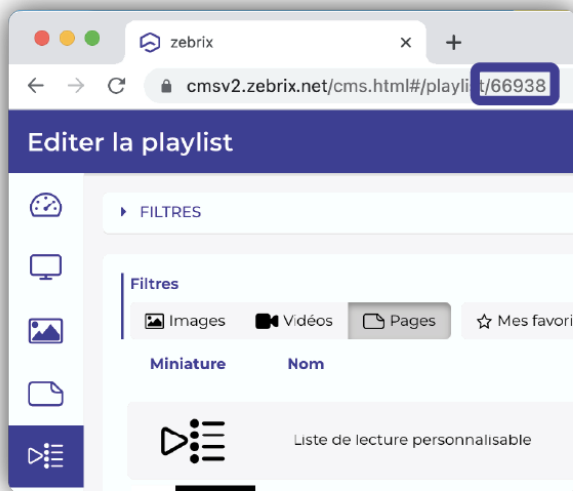 zebrix
cmsv2.zebrix.net/cms.html#/playlist/66938
Editer la playlist
FILTRES
Filtres
Images Vidéos Pages Mes favori
Miniature Nom
Liste de lecture personnalisable